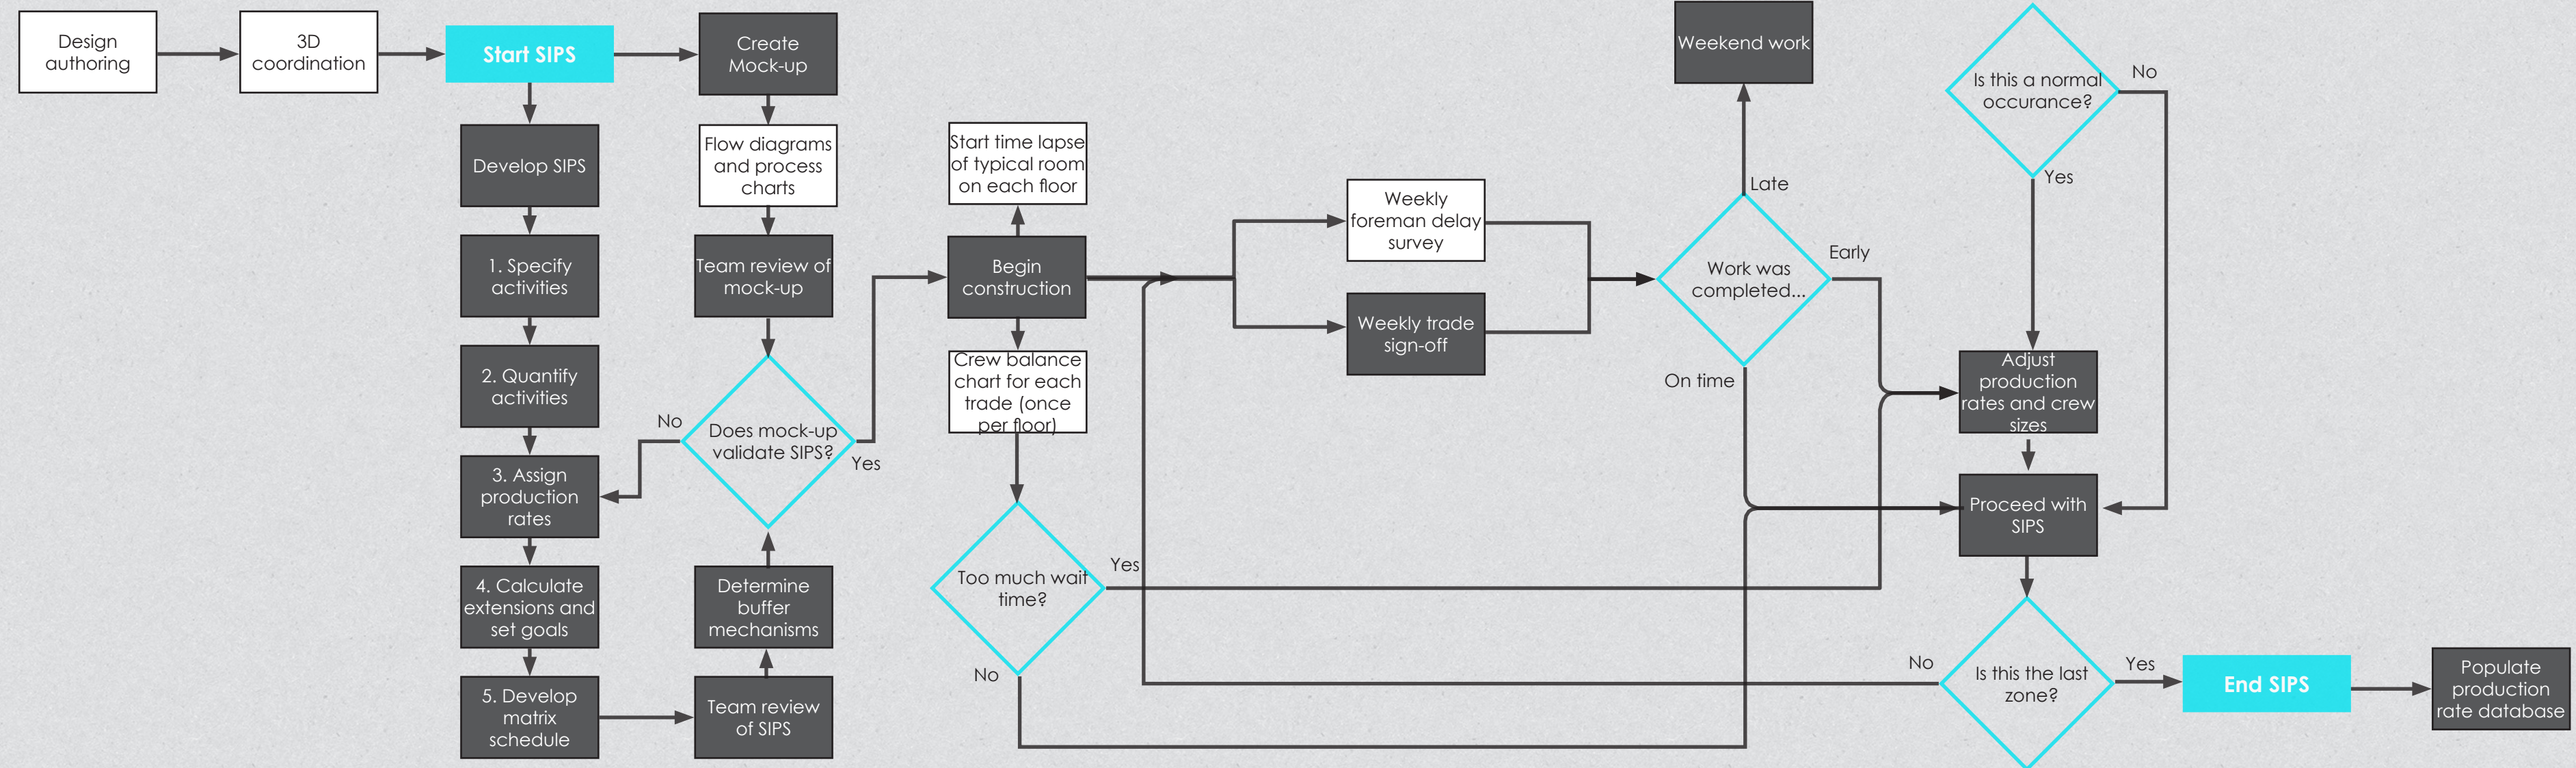 Design
authoring
3D
coordination
Start SIPS
Create
Mock-up
Develop SIPS
1. Specify
activities
2. Quantify
activities
3. Assign
production
rates
4. Calculate
extensions and
set goals
5. Develop
matrix
schedule
Flow diagrams
and process
charts
Team review of
mock-up
Does mock-up
validate SIPS?
No
Yes
Determine
buffer
mechanisms
Team review
of SIPS
Start time lapse
of typical room
on each floor
Begin
construction
Crew balance
chart for each
trade (once
per floor)
Too much wait
time?
Yes
No
Weekly
foreman delay
survey
Weekly trade
sign-off
Weekend work
Late
Work was
completed...
Early
On time
Is this a normal
occurance?
No
Yes
Adjust
production
rates and crew
sizes
Proceed with
SIPS
Is this the last
zone?
No
Yes
End SIPS
Populate
production
rate database